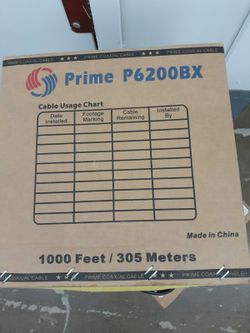 PRIME COAXIAL CABLE
Prime P6200BX
Cable Usage Chart
Date Installed Footage Marking Cable Remaining Installed By
Made in China
1000 Feet / 305 Meters
COAXIAL CABLE ★ PRIME COAXIAL CABLE ★ PRIME COAXIAL CABLE